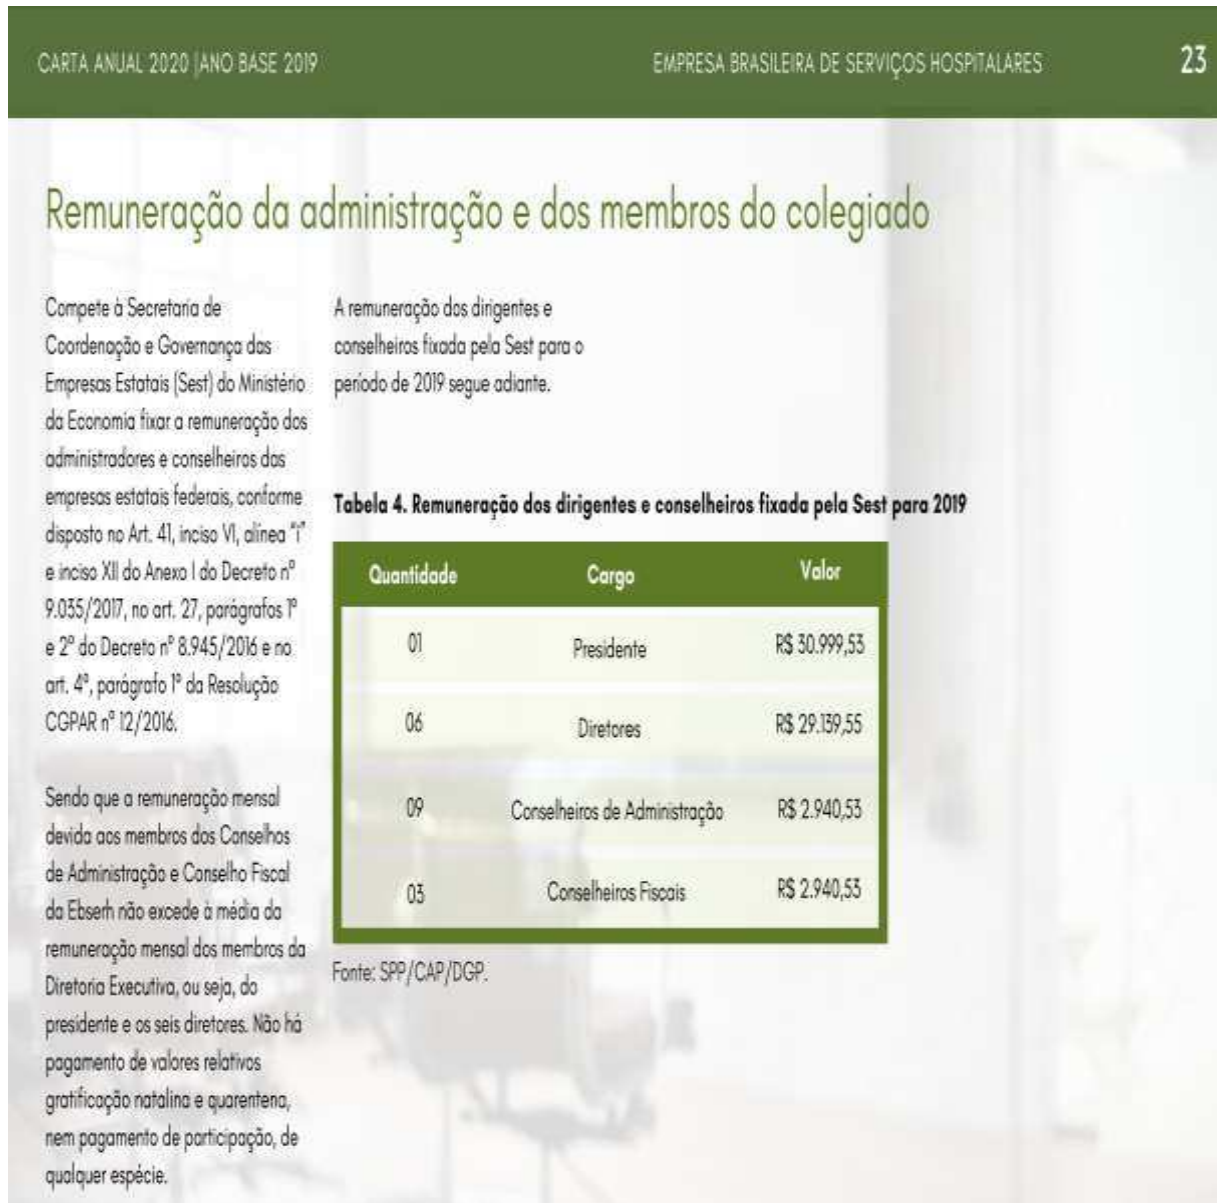 CARTA ANUAL 2020 |ANO BASE 2019
EMPRESA BRASILEIRA DE SERVIÇOS HOSPITALARES
23
Remuneração da administração e dos membros do colegiado
Compete à Secretaria de
Coordenação e Governança das
Empresas Estatais (Sest) do Ministério
da Economia fixar a remuneração dos
administradores e conselheiros das
empresas estatais federais, conforme
disposto no Art. 41, inciso VI, alínea "i"
e inciso XII do Anexo I do Decreto nº
9.035/2017, no art. 27, parágrafos 1º
e 2º do Decreto nº 8.945/2016 e no
art. 4º, parágrafo 1º da Resolução
CGPAR nº 12/2016.
Sendo que a remuneração mensal
devida aos membros dos Conselhos
de Administração e Conselho Fiscal
da Ebserh não excede à média da
remuneração mensal dos membros da
Diretoria Executiva, ou seja, do
presidente e os seis diretores. Não há
pagamento de valores relativos
gratificação natalina e quarentena,
nem pagamento de participação, de
qualquer espécie.
A remuneração dos dirigentes e
conselheiros fixada pela Sest para o
período de 2019 segue adiante.
Tabela 4. Remuneração dos dirigentes e conselheiros fixada pela Sest para 2019
Quantidade Cargo Valor
01 Presidente R$ 30.999,53
06 Diretores R$ 29.139,55
09 Conselheiros de Administração R$ 2.940,53
03 Conselheiros Fiscais R$ 2.940,53
Fonte: SPP/CAP/DGP.